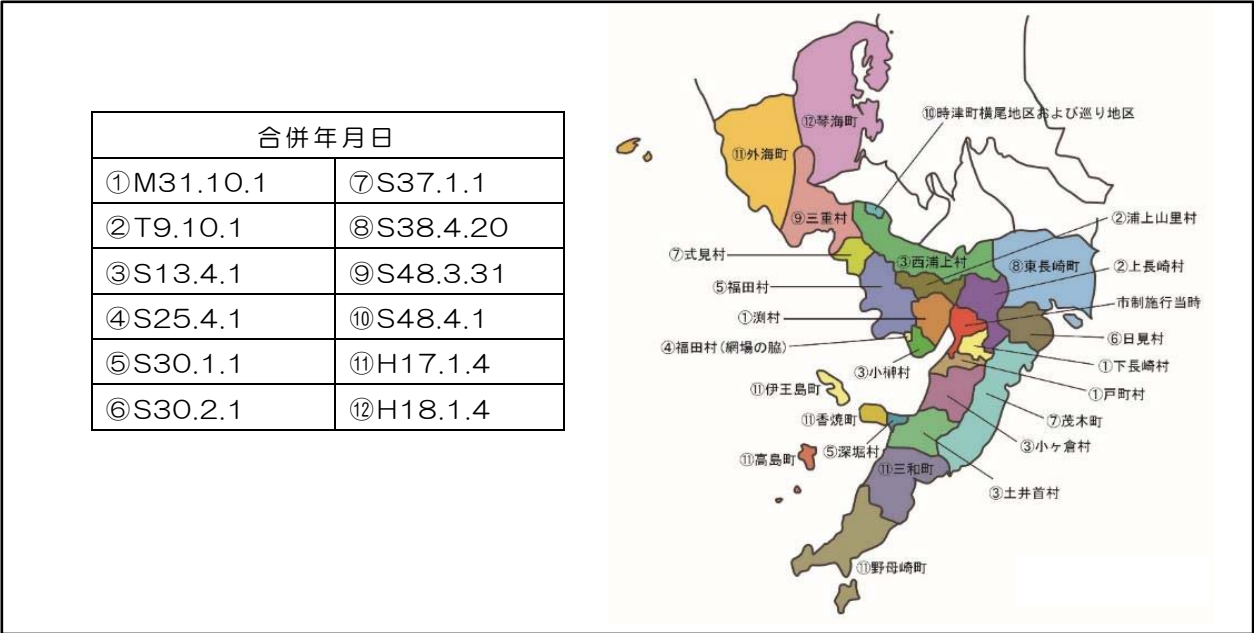 合併年月日
①M31.10.1 ⑦S37.1.1
②T9.10.1 ⑧S38.4.20
③S13.4.1 ⑨S48.3.31
④S25.4.1 ⑩S48.4.1
⑤S30.1.1 ⑪H17.1.4
⑥S30.2.1 ⑫H18.1.4
⑩時津町横尾地区および巡り地区
⑫琴海町
⑪外海町
⑨三重村
②浦上山里村
⑦式見村
③西浦上村
⑧東長崎町
②上長崎村
⑤福田村
市制施行当時
①渕村
⑥日見村
④福田村(網場の脇)
①下長崎村
③小榊村
①戸町村
⑪伊王島町
⑪香焼町
⑦茂木町
③小ヶ倉村
⑤深堀村
⑪高島町
⑪三和町
③土井首村
⑪野母崎町